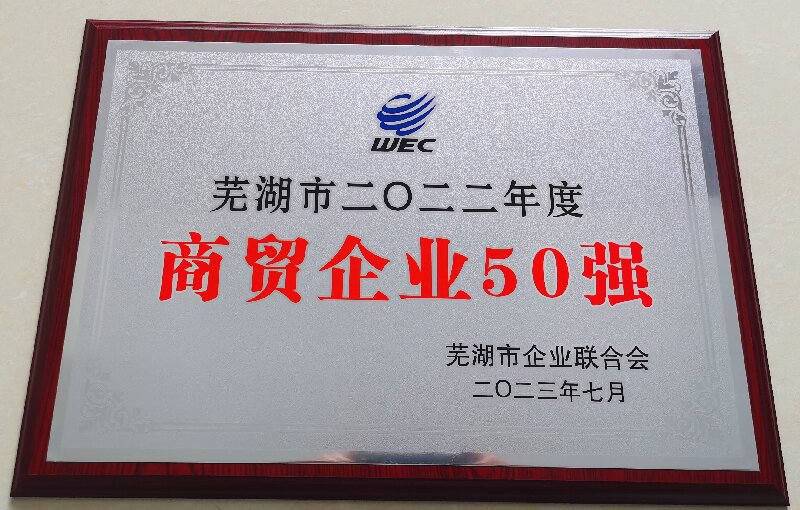 WEC
芜湖市二〇二二年度
商贸企业50强
芜湖市企业联合会
二〇二三年七月